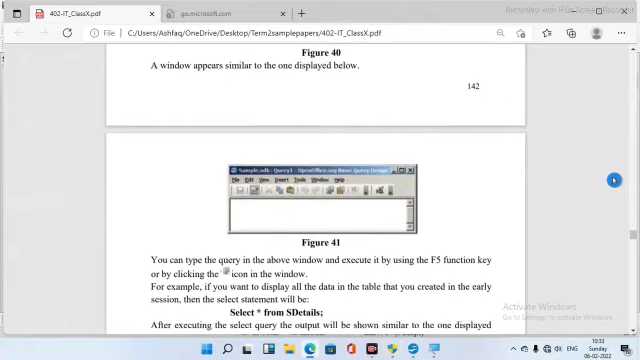 Recorded with iFun Screen Recorder
402-IT_ClassX.pdf
go.microsoft.com
File
C:/Users/Ashfaq/OneDrive/Desktop/Term2samplepapers/402-IT_ClassX.pdf
Figure 40
A window appears similar to the one displayed below.
142
Sample.odb : Query1 - OpenOffice.org Base: Query Design
File Edit View Insert Tools Window Help
Figure 41
You can type the query in the above window and execute it by using the F5 function key
or by clicking the icon in the window.
For example, if you want to display all the data in the table that you created in the early
session, then the select statement will be:
Select * from SDetails;
After executing the select query the output will be shown similar to the one displayed
Activate Windows
Go to Settings to activate Windows.
ENG
10:33
Sunday
06-02-2022